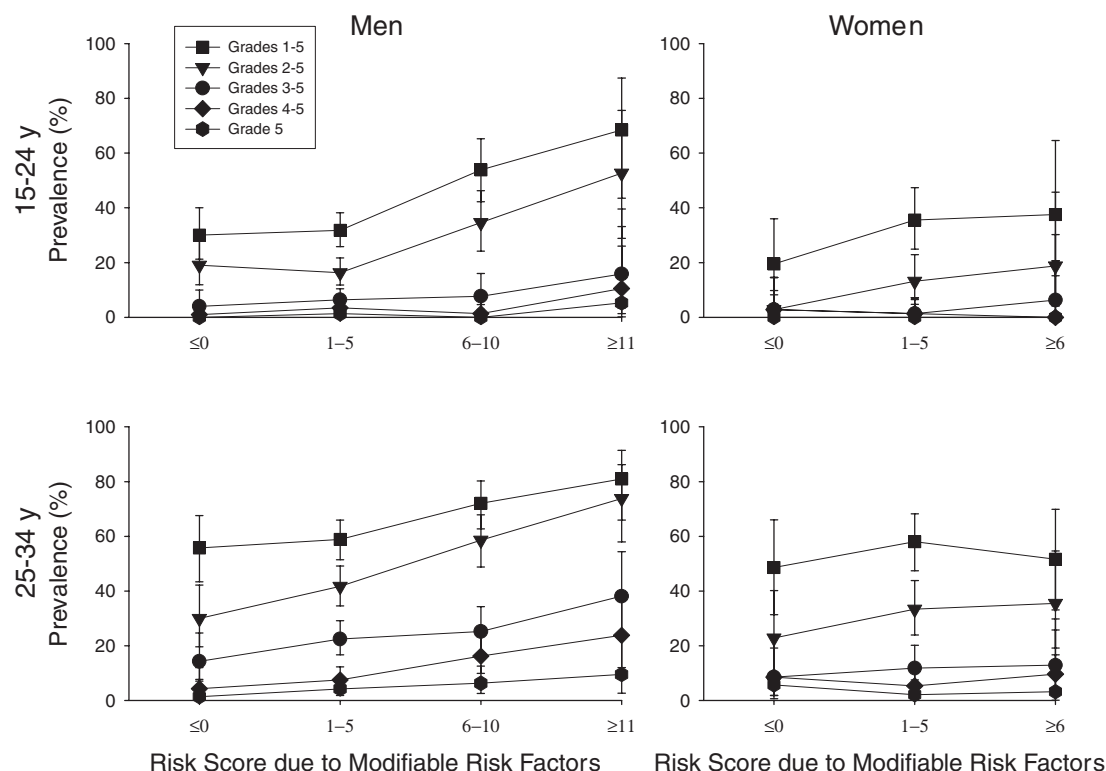 Men
Women
15-24 y
Prevalence (%)
100
80
60
40
20
0
Grades 1-5
Grades 2-5
Grades 3-5
Grades 4-5
Grade 5
≤0
1–5
6–10
≥11
100
80
60
40
20
0
≤0
1–5
≥6
25-34 y
Prevalence (%)
100
80
60
40
20
0
≤0
1–5
6–10
≥11
Risk Score due to Modifiable Risk Factors
100
80
60
40
20
0
≤0
1–5
≥6
Risk Score due to Modifiable Risk Factors